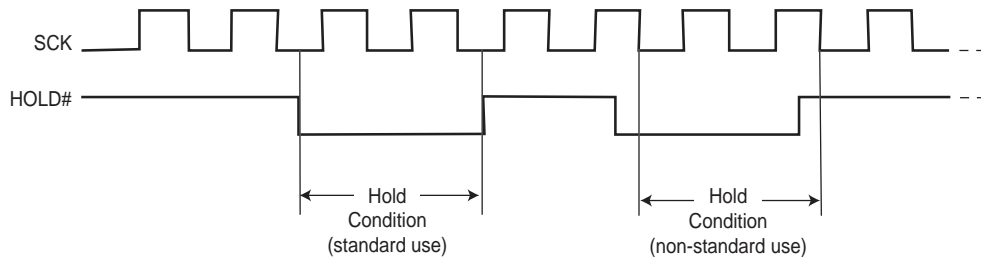 SCK
HOLD#
Hold
Condition
(standard use)
Hold
Condition
(non-standard use)